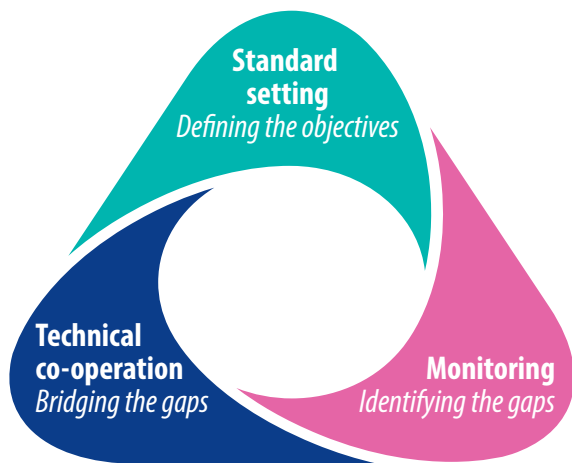 Standard
setting
Defining the objectives
Technical
co-operation
Bridging the gaps
Monitoring
Identifying the gaps